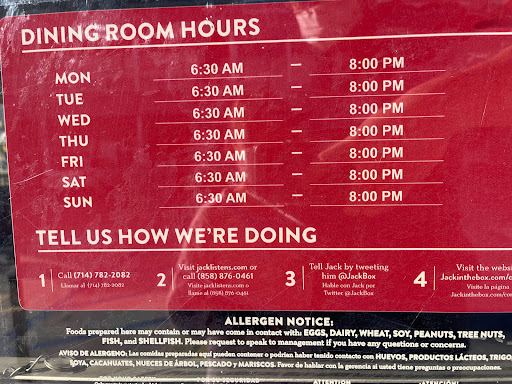 DINING ROOM HOURS
MON 6:30 AM – 8:00 PM
TUE 6:30 AM – 8:00 PM
WED 6:30 AM – 8:00 PM
THU 6:30 AM – 8:00 PM
FRI 6:30 AM – 8:00 PM
SAT 6:30 AM – 8:00 PM
SUN 6:30 AM – 8:00 PM
TELL US HOW WE'RE DOING
1 Call (714) 782-2082
Llamar al (714) 782-2082
2 Visit jacklistens.com or
call (858) 876-0461
Visite jacklistens.com o
llame al (858) 876-0461
3 Tell Jack by tweeting
him @JackBox
Hable con Jack por
Twitter @JackBox
4 Visit the webs
Jackinthebox.com/c
Visite la página
Jackinthebox.com/co
ALLERGEN NOTICE:
Foods prepared here may contain or may have come in contact with: EGGS, DAIRY, WHEAT, SOY, PEANUTS, TREE NUTS,
FISH, and SHELLFISH. Please request to speak to management if you have any questions or concerns.
AVISO DE ALERGENO: Las comidas preparadas aquí pueden contener o podrían haber tenido contacto con HUEVOS, PRODUCTOS LÁCTEOS, TRIGO
SOYA, CACAHUATES, NUECES DE ÁRBOL, PESCADO y MARISCOS. Favor de hablar con la gerencia si usted tiene preguntas o